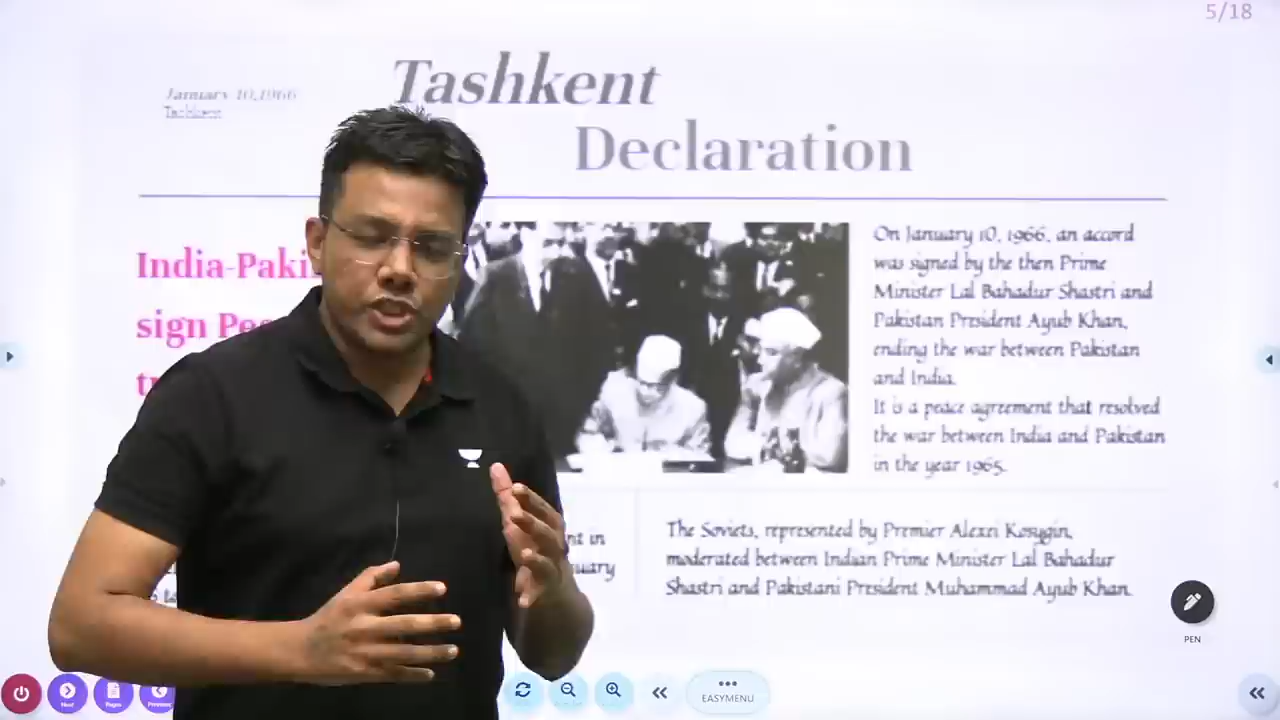 5/18
January 10,1966
Tashkent
Tashkent
Declaration
India-Paki
sign Pea
On January 10, 1966, an accord
was signed by the then Prime
Minister Lal Bahadur Shastri and
Pakistan President Ayub Khan,
ending the war between Pakistan
and India.
It is a peace agreement that resolved
the war between India and Pakistan
in the year 1965.
nt in
uary
The Soviets, represented by Premier Alexei Kosygin,
moderated between Indian Prime Minister Lal Bahadur
Shastri and Pakistani President Muhammad Ayub Khan.
PEN
Next
Pages
Previous
EASYMENU